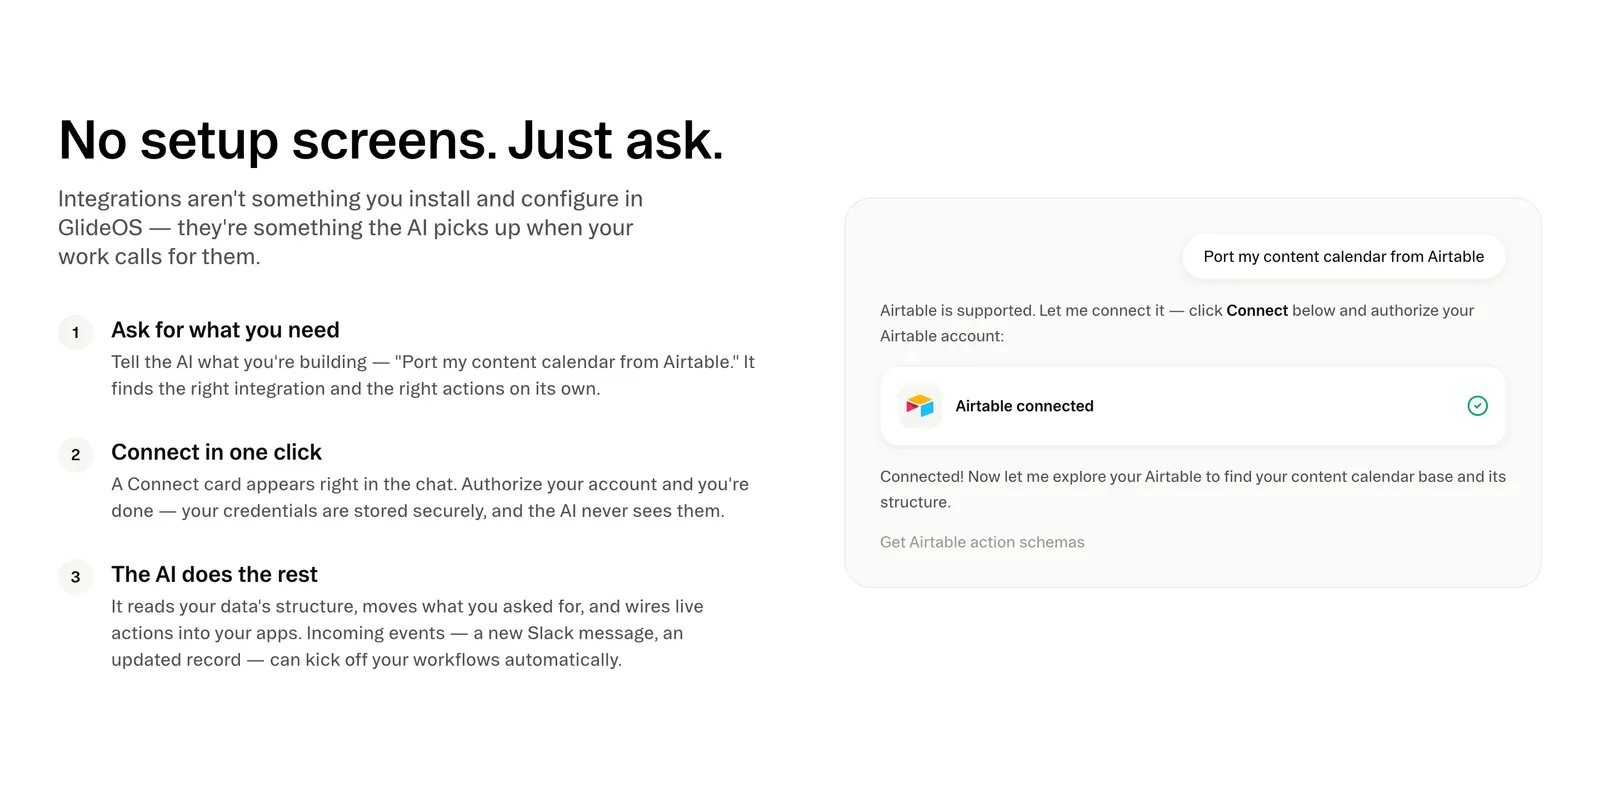 No setup screens. Just ask.
Integrations aren't something you install and configure in
GlideOS — they're something the AI picks up when your
work calls for them.
1
Ask for what you need
Tell the AI what you're building — "Port my content calendar from Airtable." It
finds the right integration and the right actions on its own.
2
Connect in one click
A Connect card appears right in the chat. Authorize your account and you're
done — your credentials are stored securely, and the AI never sees them.
3
The AI does the rest
It reads your data's structure, moves what you asked for, and wires live
actions into your apps. Incoming events — a new Slack message, an
updated record — can kick off your workflows automatically.
Port my content calendar from Airtable
Airtable is supported. Let me connect it — click Connect below and authorize your
Airtable account:
Airtable connected
Connected! Now let me explore your Airtable to find your content calendar base and its
structure.
Get Airtable action schemas